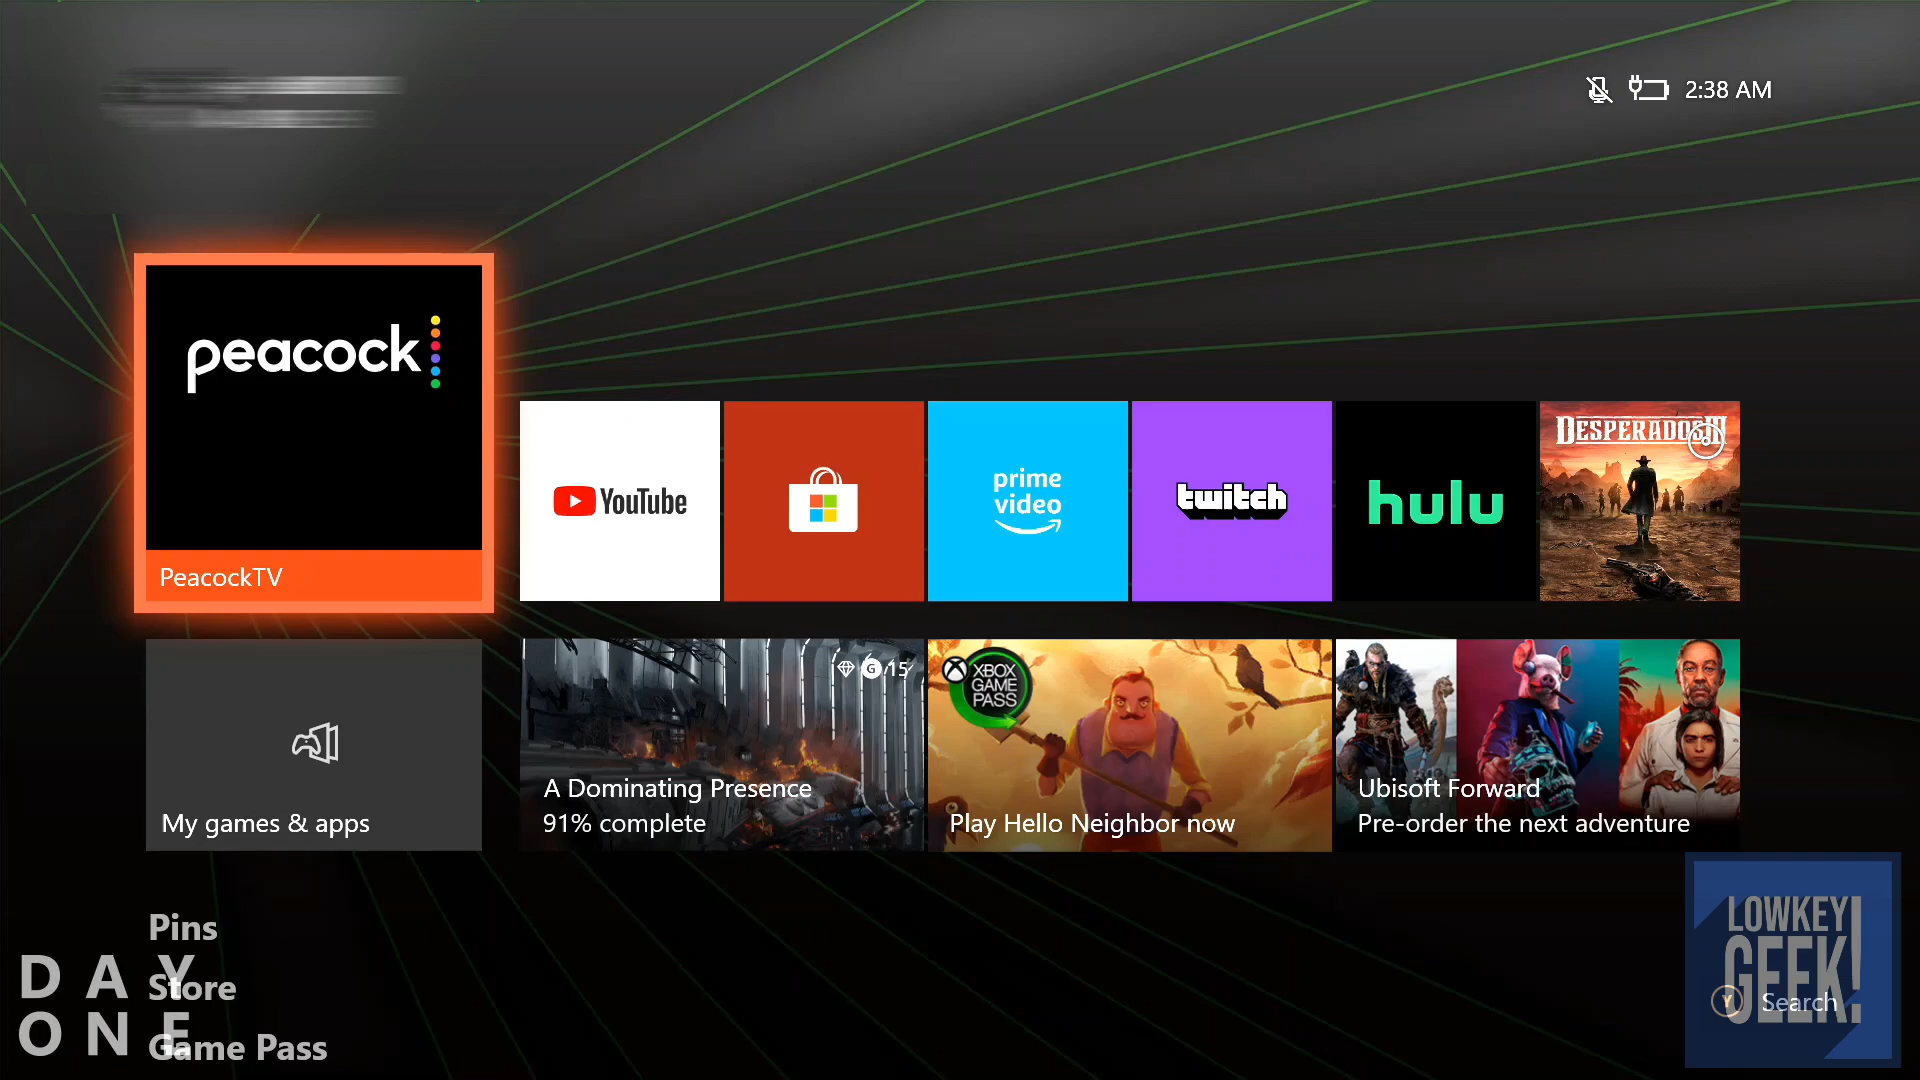 2:38 AM
peacock
PeacockTV
YouTube
prime
video
twitch
hulu
DESPERADOS III
My games & apps
G 15
A Dominating Presence
91% complete
XBOX
GAME
PASS
Play Hello Neighbor now
Ubisoft Forward
Pre-order the next adventure
Pins
Store
Game Pass
DAY
ONE
LOWKEY
GEEK!
Y Search